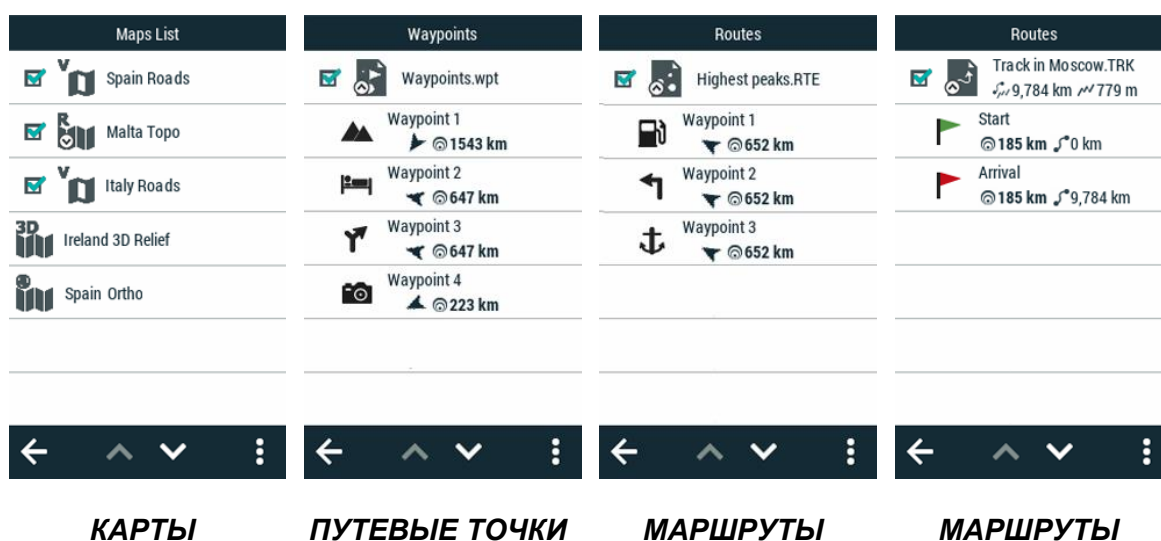 Maps List
V
Spain Roads
R
Malta Topo
V
Italy Roads
3D
Ireland 3D Relief
Spain Ortho
Waypoints
Waypoints.wpt
Waypoint 1
1543 km
Waypoint 2
647 km
Waypoint 3
647 km
Waypoint 4
223 km
Routes
Highest peaks.RTE
Waypoint 1
652 km
Waypoint 2
652 km
Waypoint 3
652 km
Routes
Track in Moscow.TRK
9,784 km 779 m
Start
185 km 0 km
Arrival
185 km 9,784 km
КАРТЫ
ПУТЕВЫЕ ТОЧКИ
МАРШРУТЫ
МАРШРУТЫ